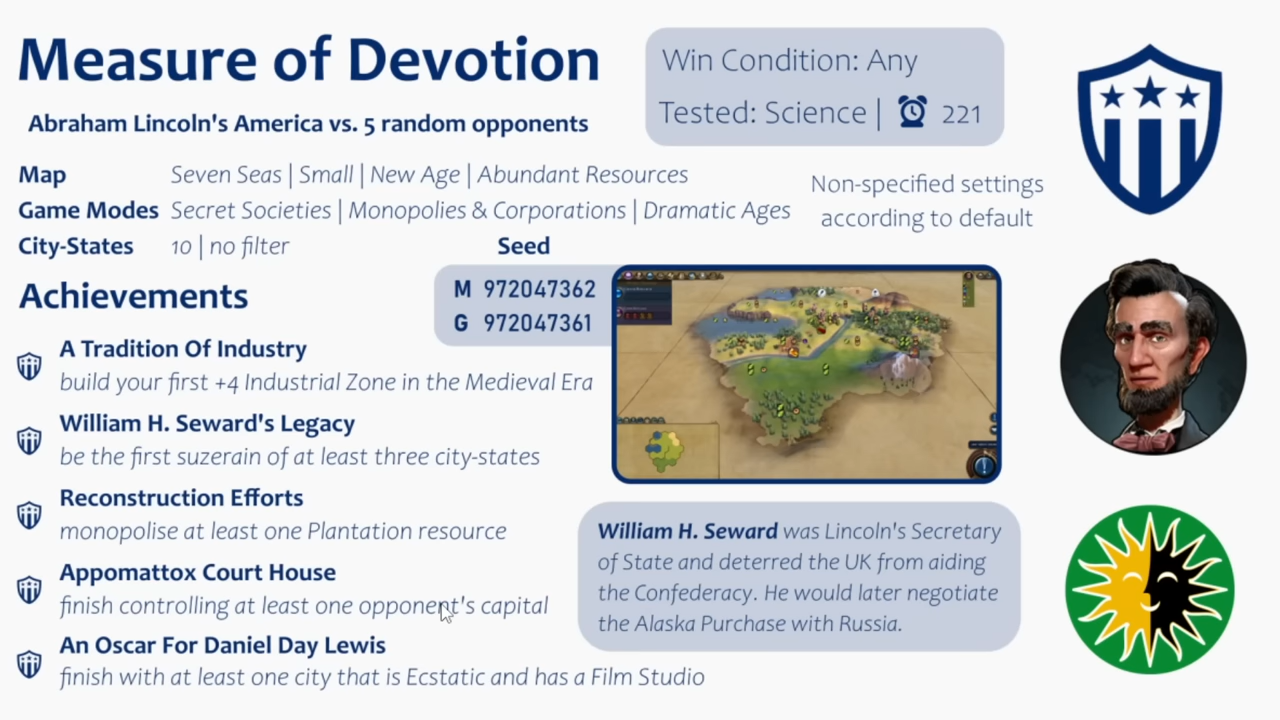 Measure of Devotion
Win Condition: Any
Tested: Science | 221
Abraham Lincoln's America vs. 5 random opponents
Map Seven Seas | Small | New Age | Abundant Resources
Game Modes Secret Societies | Monopolies & Corporations | Dramatic Ages
City-States 10 | no filter
Non-specified settings
according to default
Seed
M 972047362
G 972047361
Achievements
A Tradition Of Industry
build your first +4 Industrial Zone in the Medieval Era
William H. Seward's Legacy
be the first suzerain of at least three city-states
Reconstruction Efforts
monopolise at least one Plantation resource
Appomattox Court House
finish controlling at least one opponent's capital
An Oscar For Daniel Day Lewis
finish with at least one city that is Ecstatic and has a Film Studio
William H. Seward was Lincoln's Secretary
of State and deterred the UK from aiding
the Confederacy. He would later negotiate
the Alaska Purchase with Russia.